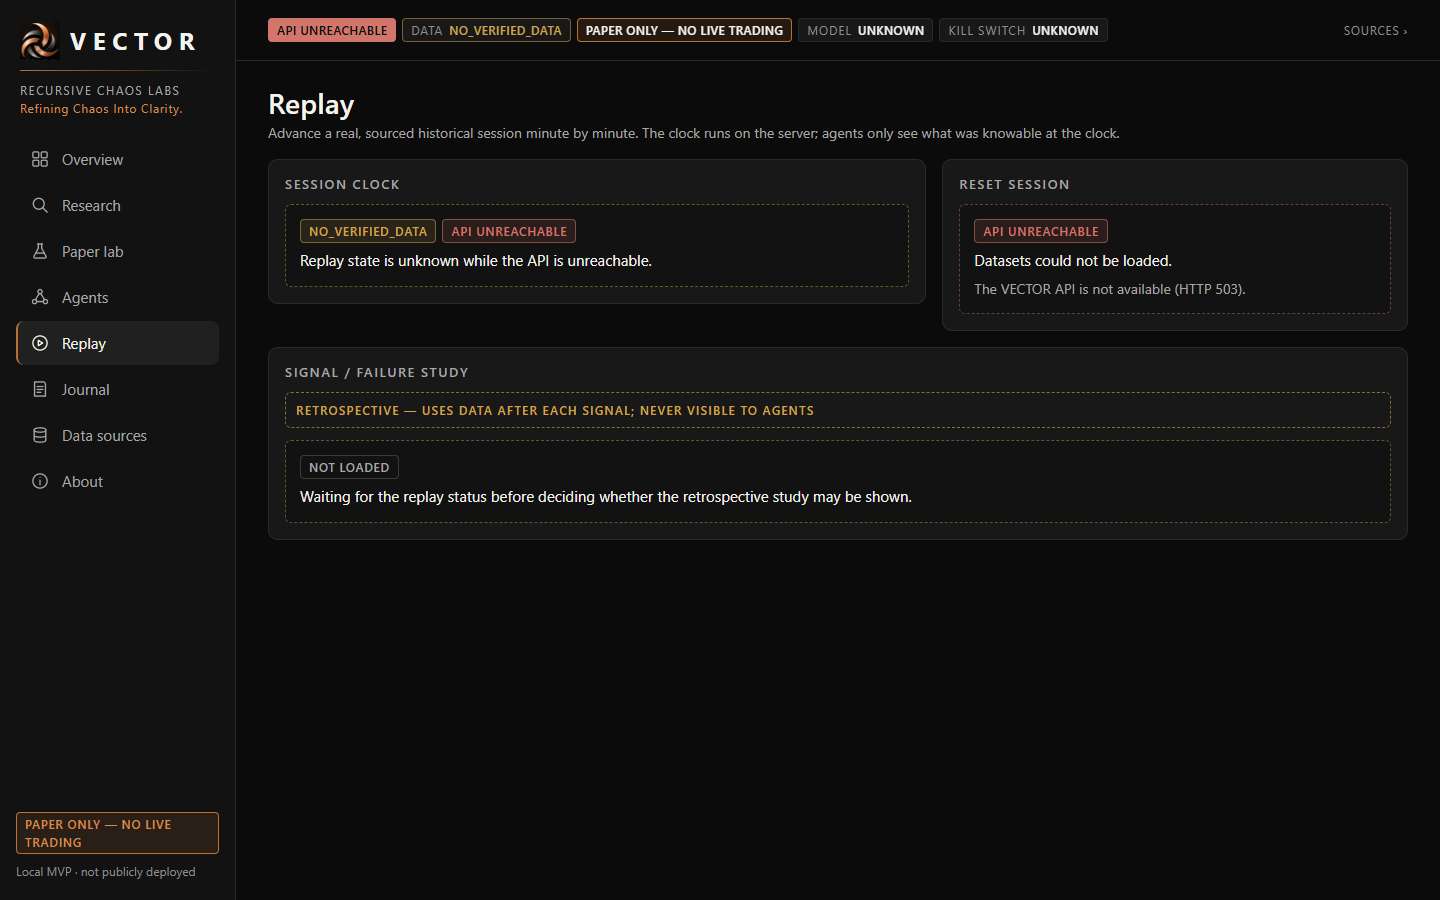 VECTOR
RECURSIVE CHAOS LABS
Refining Chaos Into Clarity.
Overview
Research
Paper lab
Agents
Replay
Journal
Data sources
About
PAPER ONLY — NO LIVE
TRADING
Local MVP · not publicly deployed
API UNREACHABLE DATA NO_VERIFIED_DATA PAPER ONLY — NO LIVE TRADING MODEL UNKNOWN KILL SWITCH UNKNOWN SOURCES ›
Replay
Advance a real, sourced historical session minute by minute. The clock runs on the server; agents only see what was knowable at the clock.
SESSION CLOCK
NO_VERIFIED_DATA API UNREACHABLE
Replay state is unknown while the API is unreachable.
RESET SESSION
API UNREACHABLE
Datasets could not be loaded.
The VECTOR API is not available (HTTP 503).
SIGNAL / FAILURE STUDY
RETROSPECTIVE — USES DATA AFTER EACH SIGNAL; NEVER VISIBLE TO AGENTS
NOT LOADED
Waiting for the replay status before deciding whether the retrospective study may be shown.